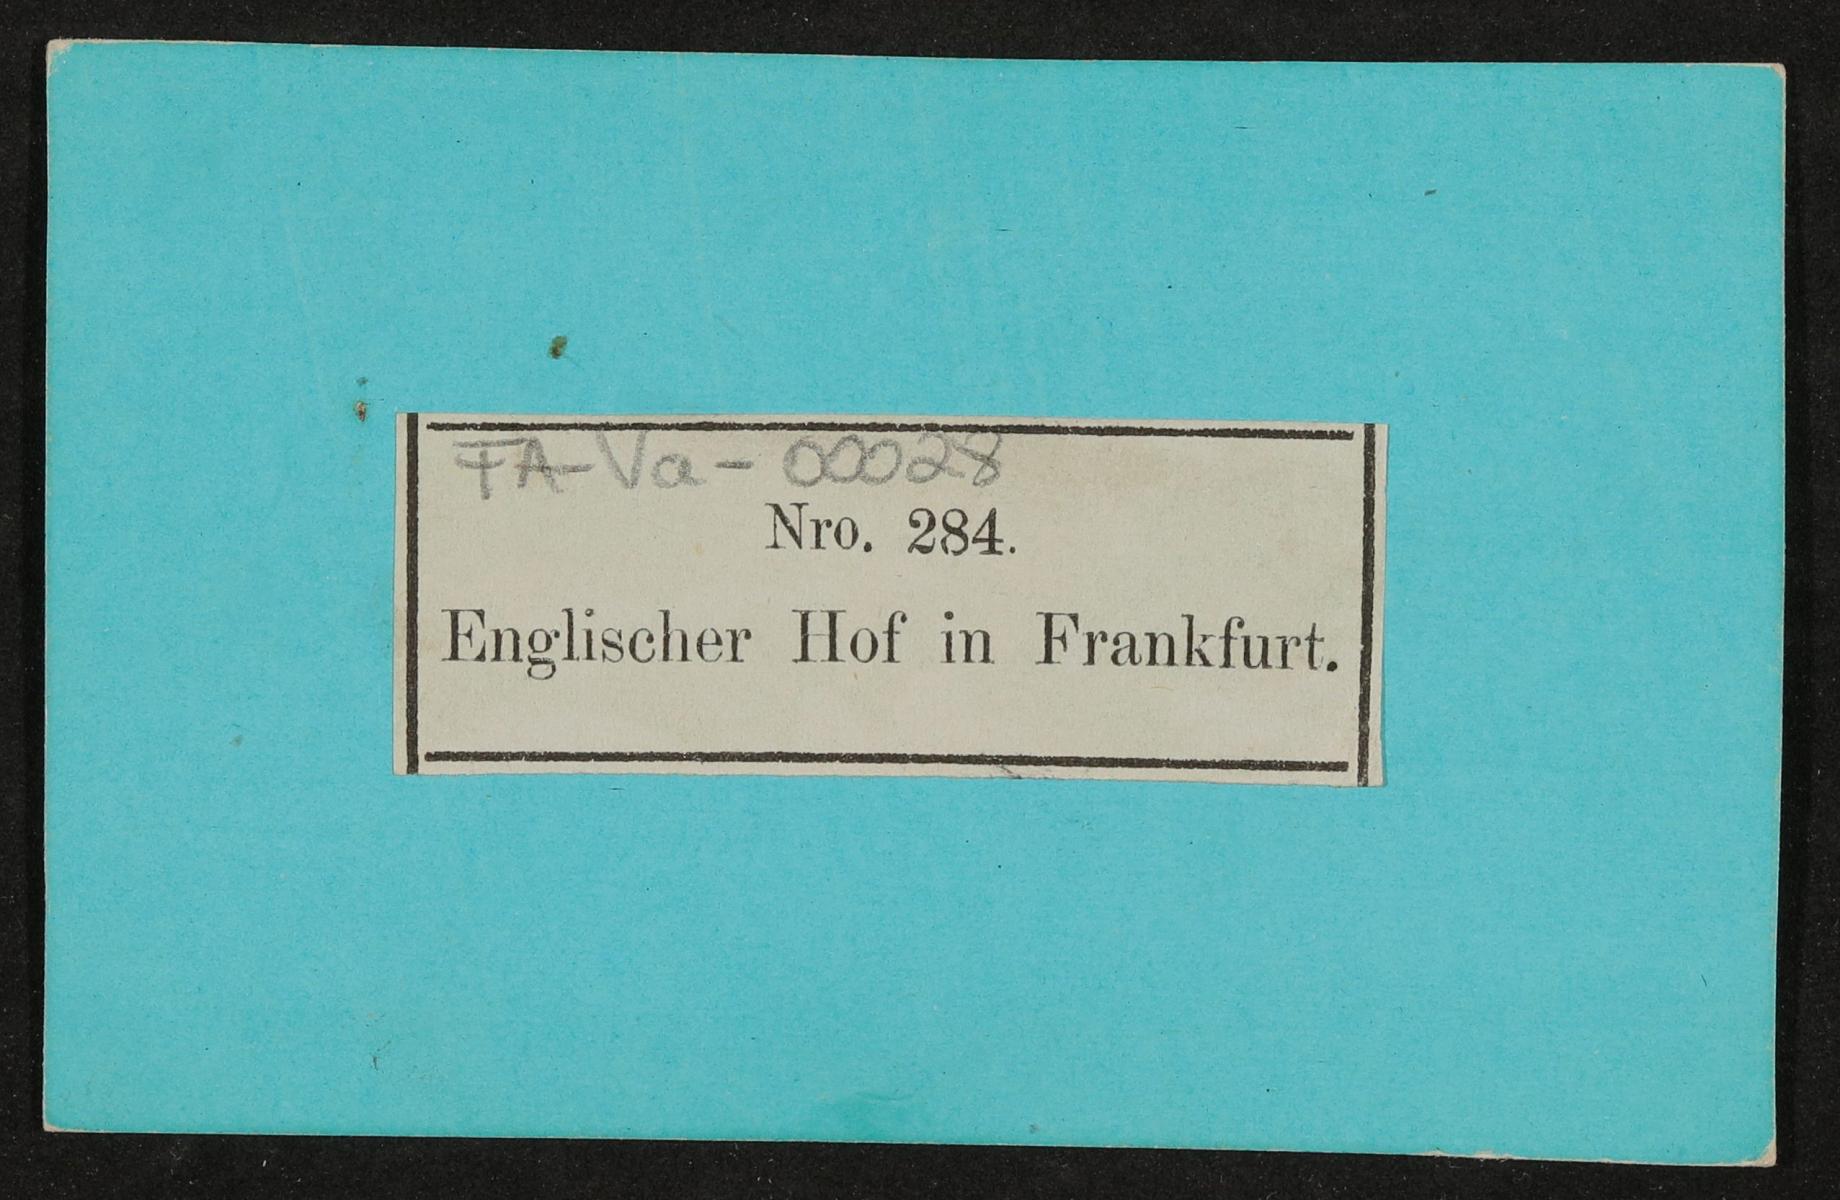 FA-Va-00028
Nro. 284.
Englischer Hof in Frankfurt.